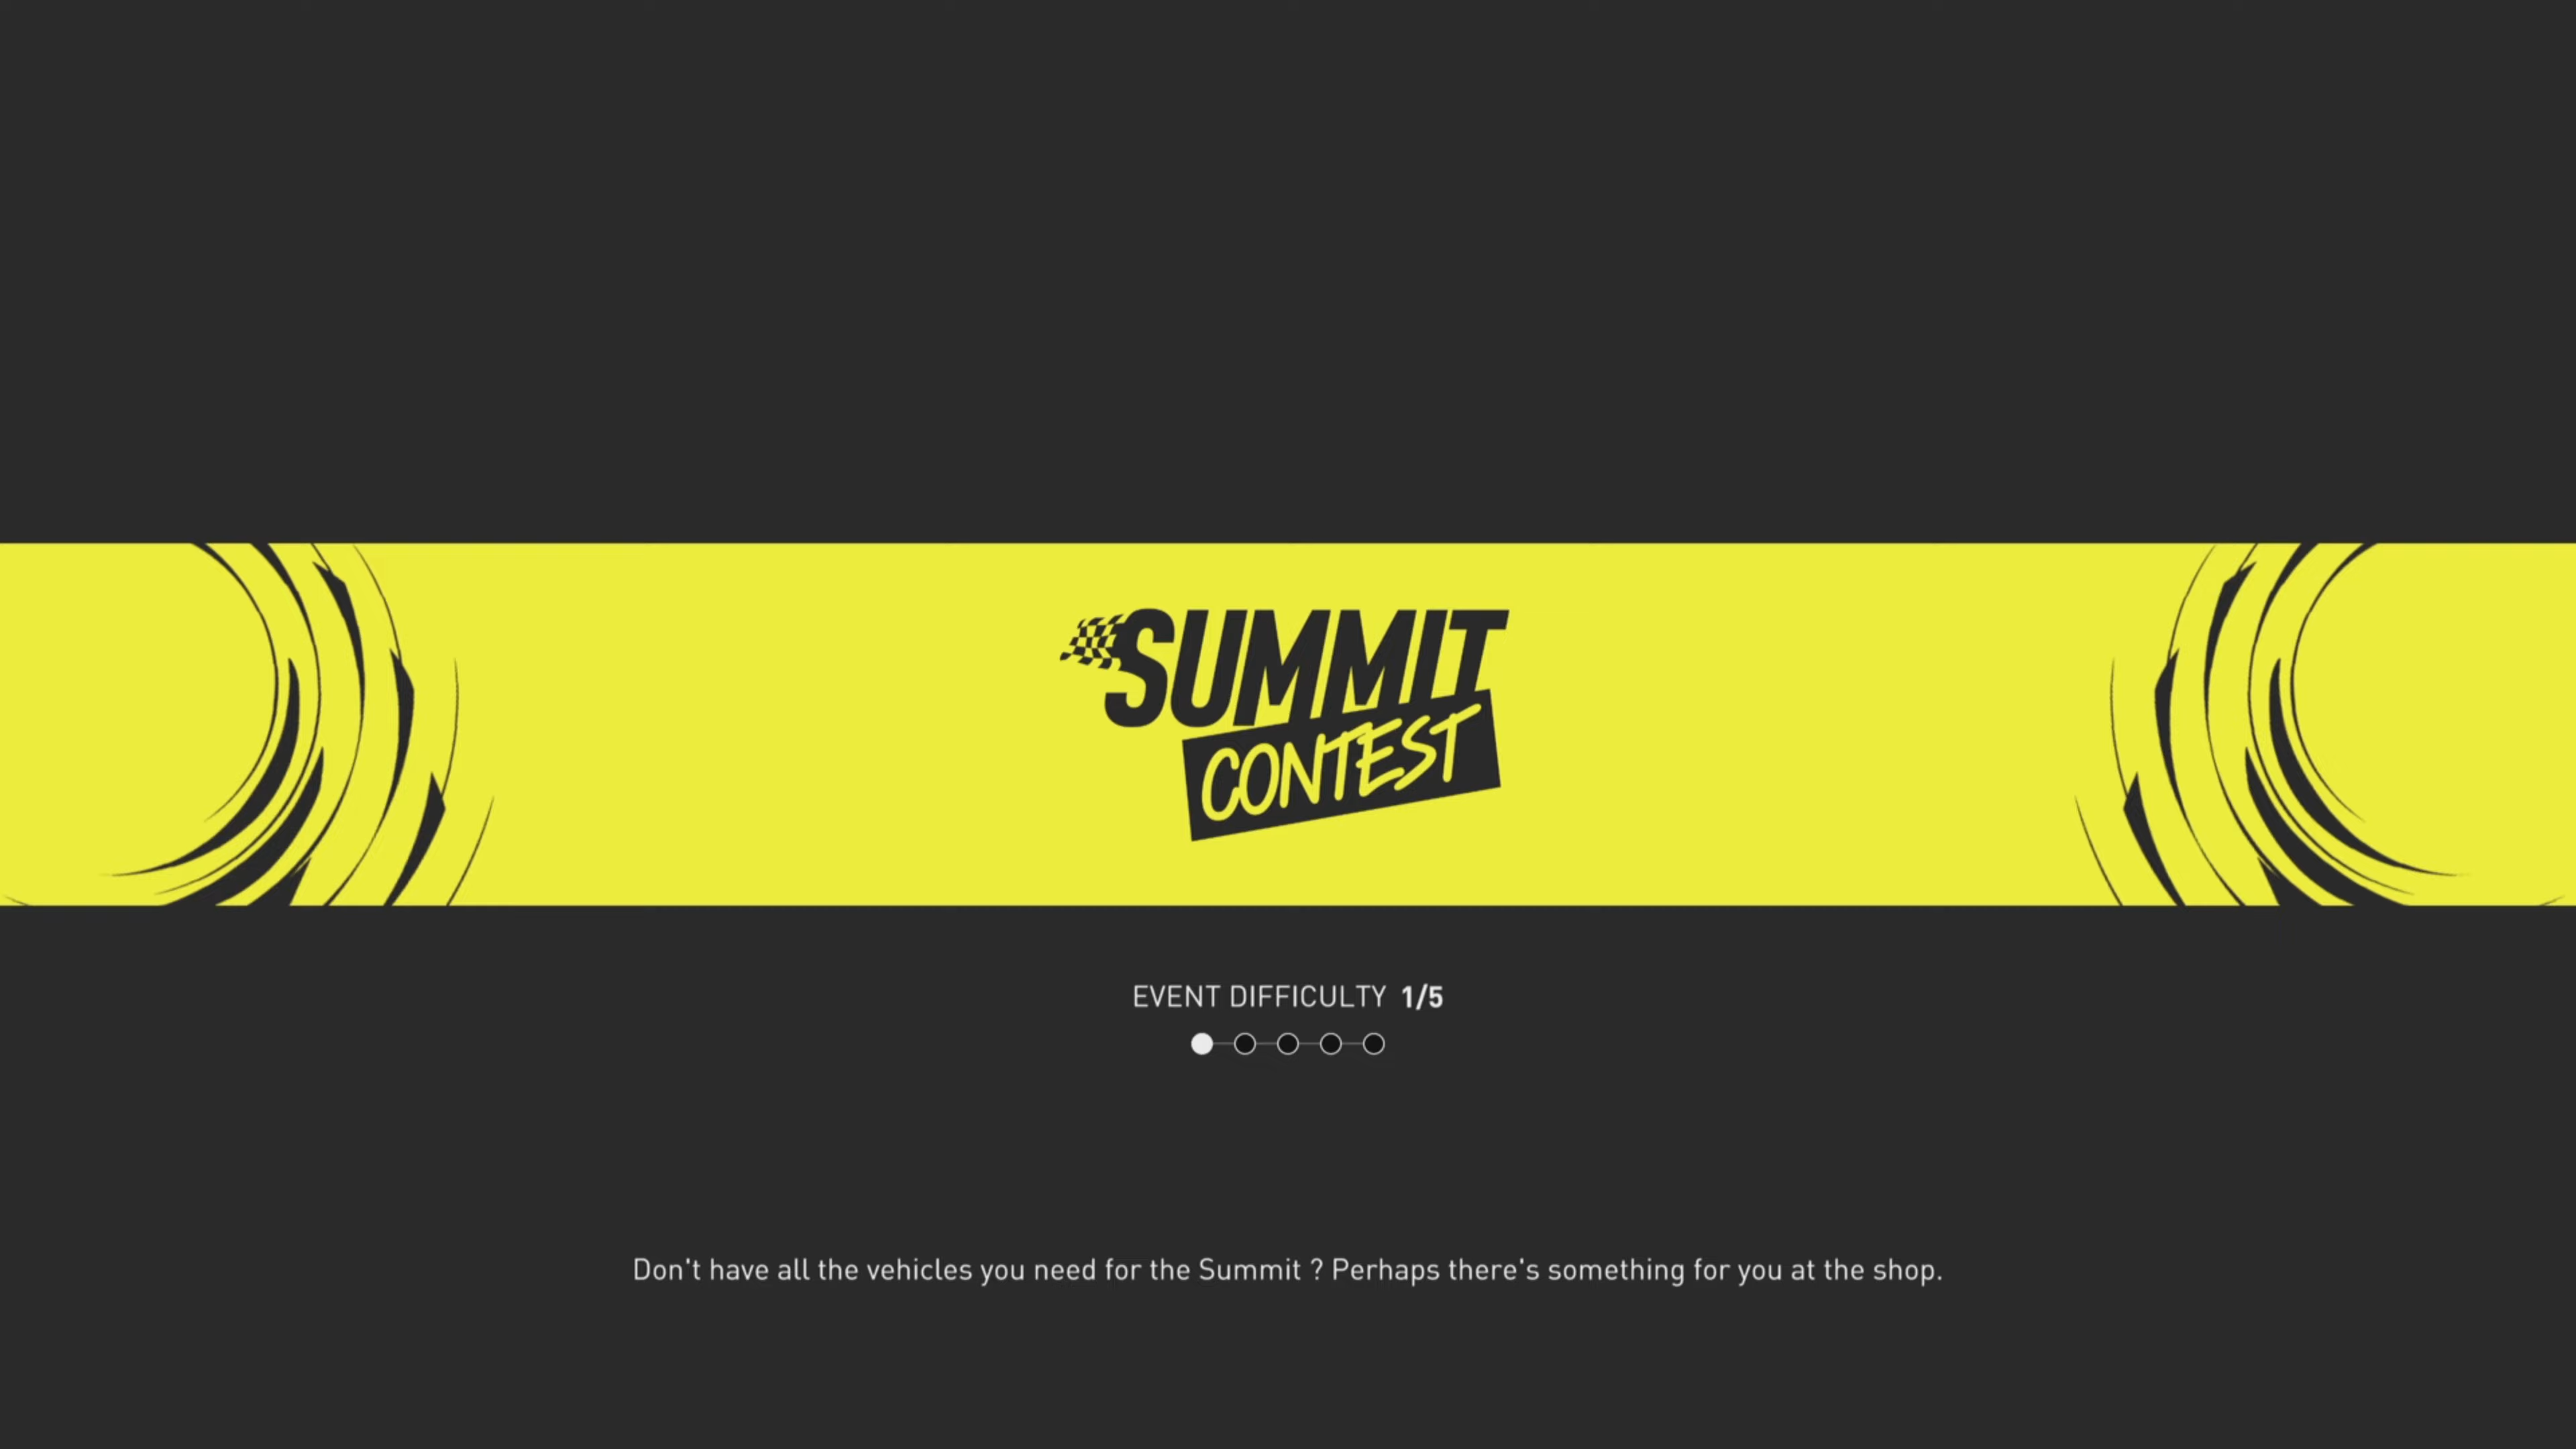 SUMMIT
CONTEST
EVENT DIFFICULTY 1/5
Don't have all the vehicles you need for the Summit ? Perhaps there's something for you at the shop.